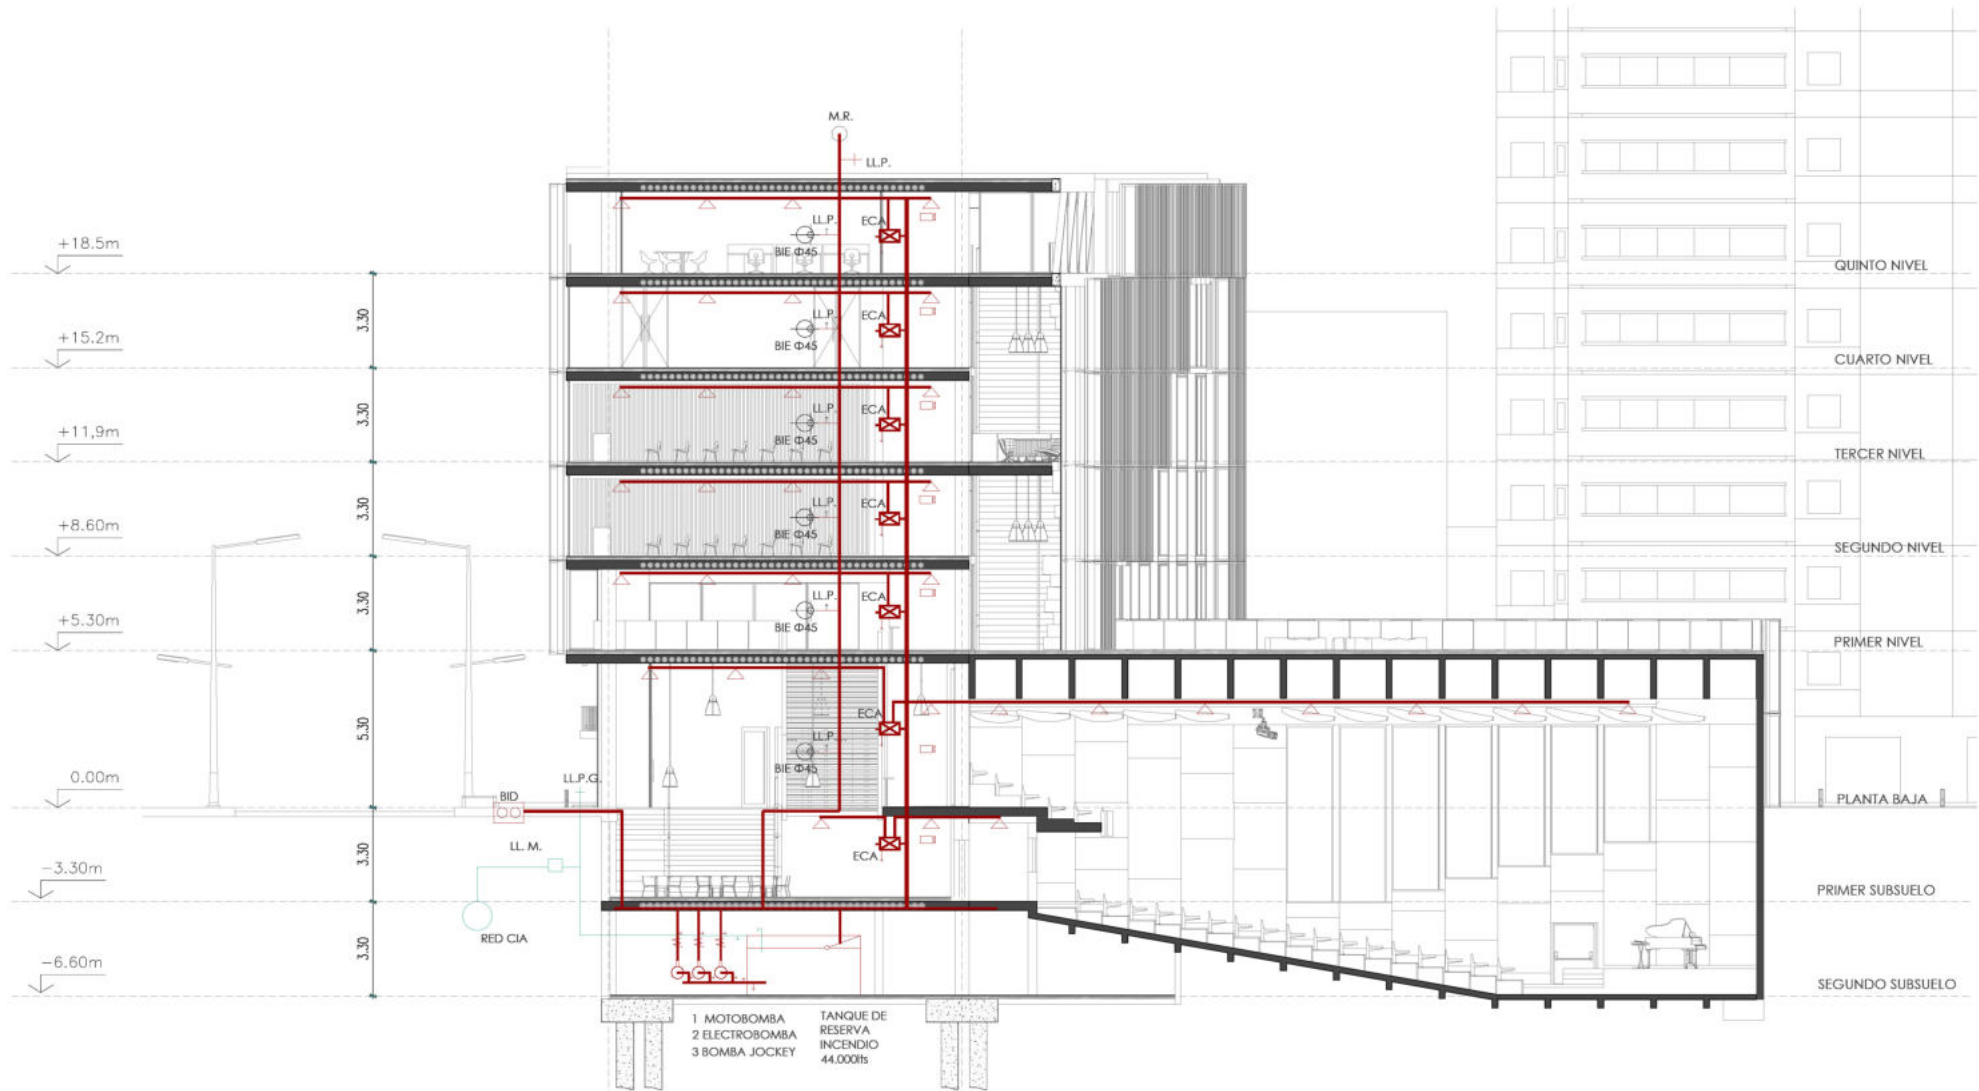 M.R.
LL.P.
LL.P.
ECA
BIE Φ45
+18.5m
QUINTO NIVEL
3.30
LL.P.
ECA
BIE Φ45
+15.2m
CUARTO NIVEL
3.30
LL.P.
ECA
BIE Φ45
+11,9m
TERCER NIVEL
3.30
LL.P.
ECA
BIE Φ45
+8.60m
SEGUNDO NIVEL
3.30
LL.P.
ECA
BIE Φ45
+5.30m
PRIMER NIVEL
5.30
ECA
LL.P.
BIE Φ45
0.00m
LL.P.G.
BID
PLANTA BAJA
3.30
LL. M.
ECA
-3.30m
PRIMER SUBSUELO
RED CIA
3.30
-6.60m
SEGUNDO SUBSUELO
1 MOTOBOMBA
2 ELECTROBOMBA
3 BOMBA JOCKEY
TANQUE DE
RESERVA
INCENDIO
44.000lts